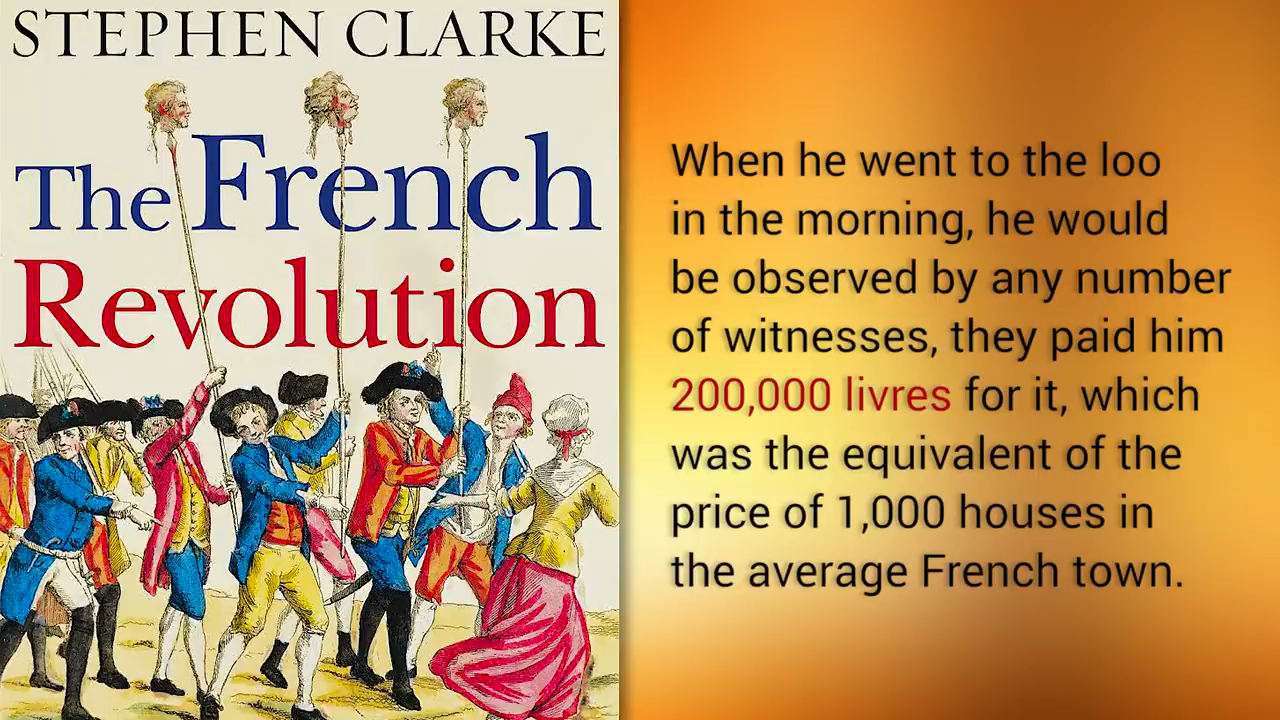 STEPHEN CLARKE
The French
Revolution
When he went to the loo
in the morning, he would
be observed by any number
of witnesses, they paid him
200,000 livres for it, which
was the equivalent of the
price of 1,000 houses in
the average French town.